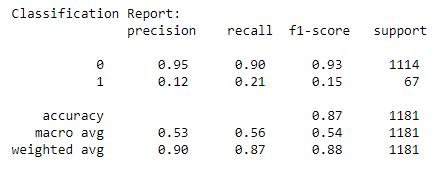 Classification Report:
precision recall f1-score support
0 0.95 0.90 0.93 1114
1 0.12 0.21 0.15 67
accuracy 0.87 1181
macro avg 0.53 0.56 0.54 1181
weighted avg 0.90 0.87 0.88 1181